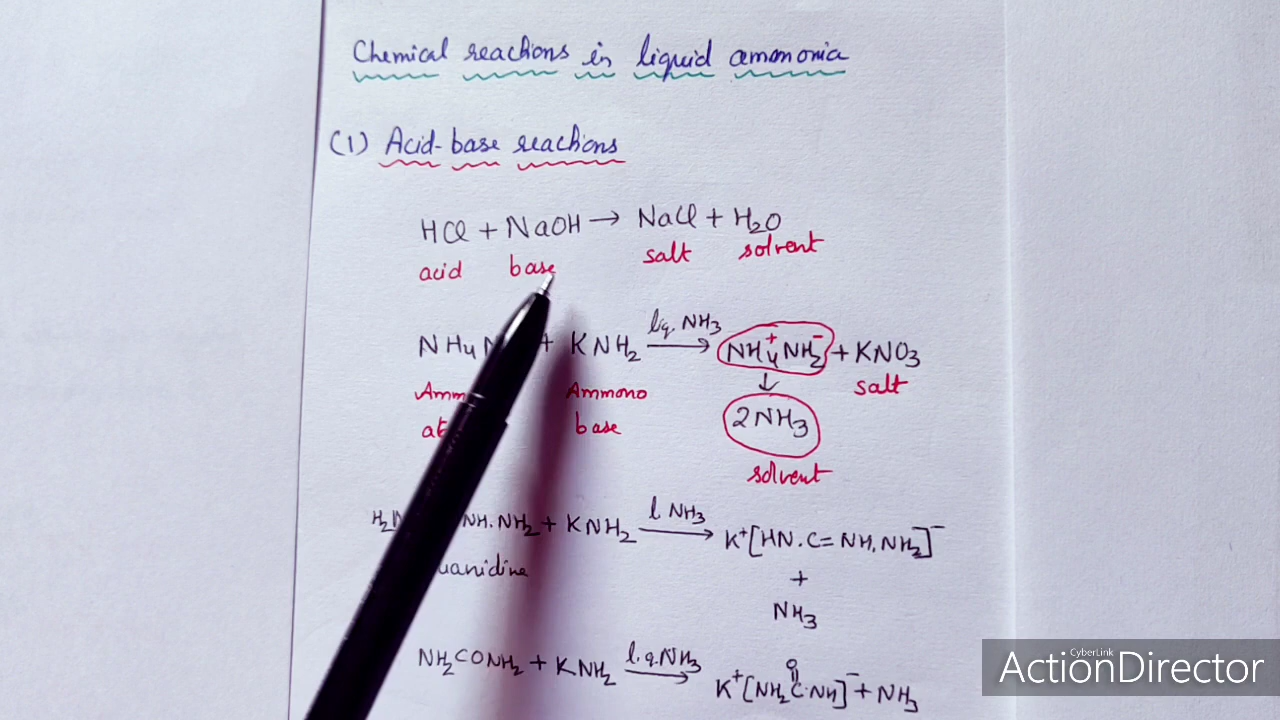 Chemical reactions in liquid ammonia
(1) Acid-base reactions
HCl + NaOH → NaCl + H₂O
acid base salt solvent
NH₄ + KNH₂ →(lq. NH₃) NH₄⁺NH₂⁻ + KNO₃
Ammono salt
↓
2NH₃
base
solvent
NH.NH₂ + KNH₂ →(l NH₃) K⁺[HN.C=NH.NH₂]⁻
+
NH₃
NH₂CONH₂ + KNH₂ →(l.q.NH₃) K⁺[NH₂C(=O).NH]⁻ + NH₃
CyberLink
ActionDirector